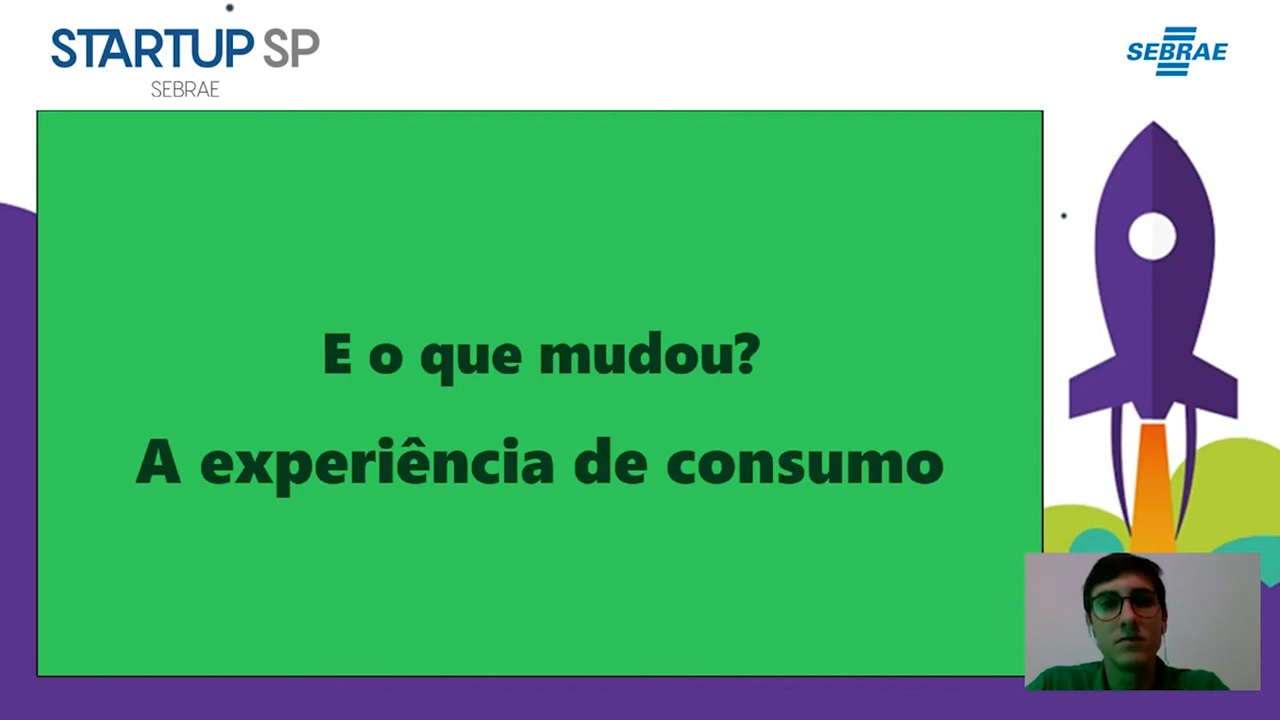 STARTUP SP
SEBRAE
SEBRAE
E o que mudou?
A experiência de consumo